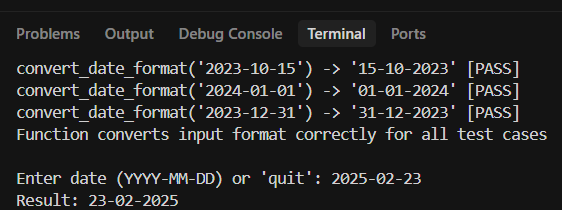 Problems Output Debug Console Terminal Ports
convert_date_format('2023-10-15') -> '15-10-2023' [PASS]
convert_date_format('2024-01-01') -> '01-01-2024' [PASS]
convert_date_format('2023-12-31') -> '31-12-2023' [PASS]
Function converts input format correctly for all test cases
Enter date (YYYY-MM-DD) or 'quit': 2025-02-23
Result: 23-02-2025